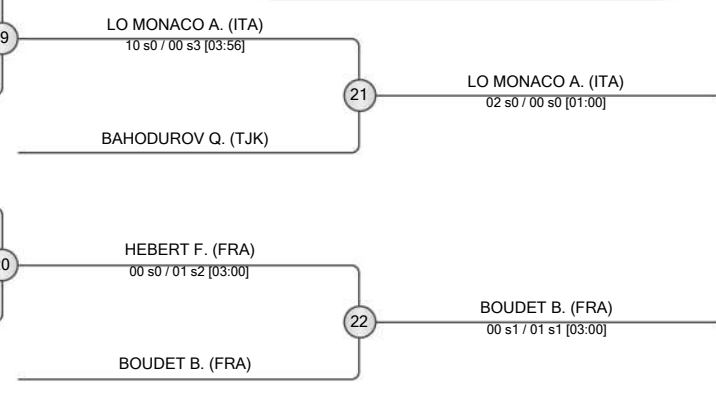 LO MONACO A. (ITA)
9
10 s0 / 00 s3 [03:56]
LO MONACO A. (ITA)
21
02 s0 / 00 s0 [01:00]
BAHODUROV Q. (TJK)
HEBERT F. (FRA)
0
00 s0 / 01 s2 [03:00]
BOUDET B. (FRA)
22
00 s1 / 01 s1 [03:00]
BOUDET B. (FRA)